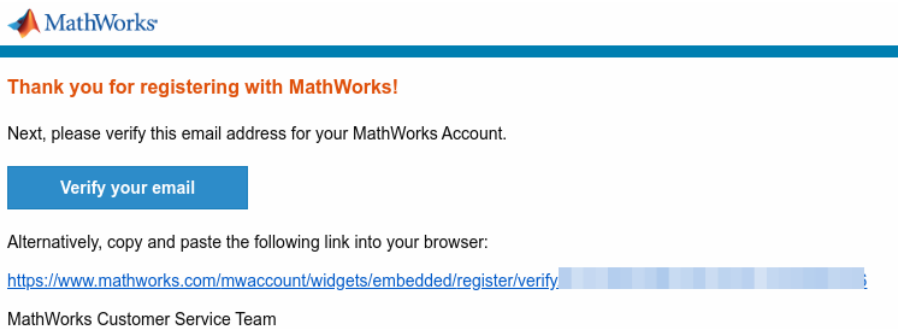 MathWorks
Thank you for registering with MathWorks!
Next, please verify this email address for your MathWorks Account.
Verify your email
Alternatively, copy and paste the following link into your browser:
https://www.mathworks.com/mwaccount/widgets/embedded/register/verify
MathWorks Customer Service Team